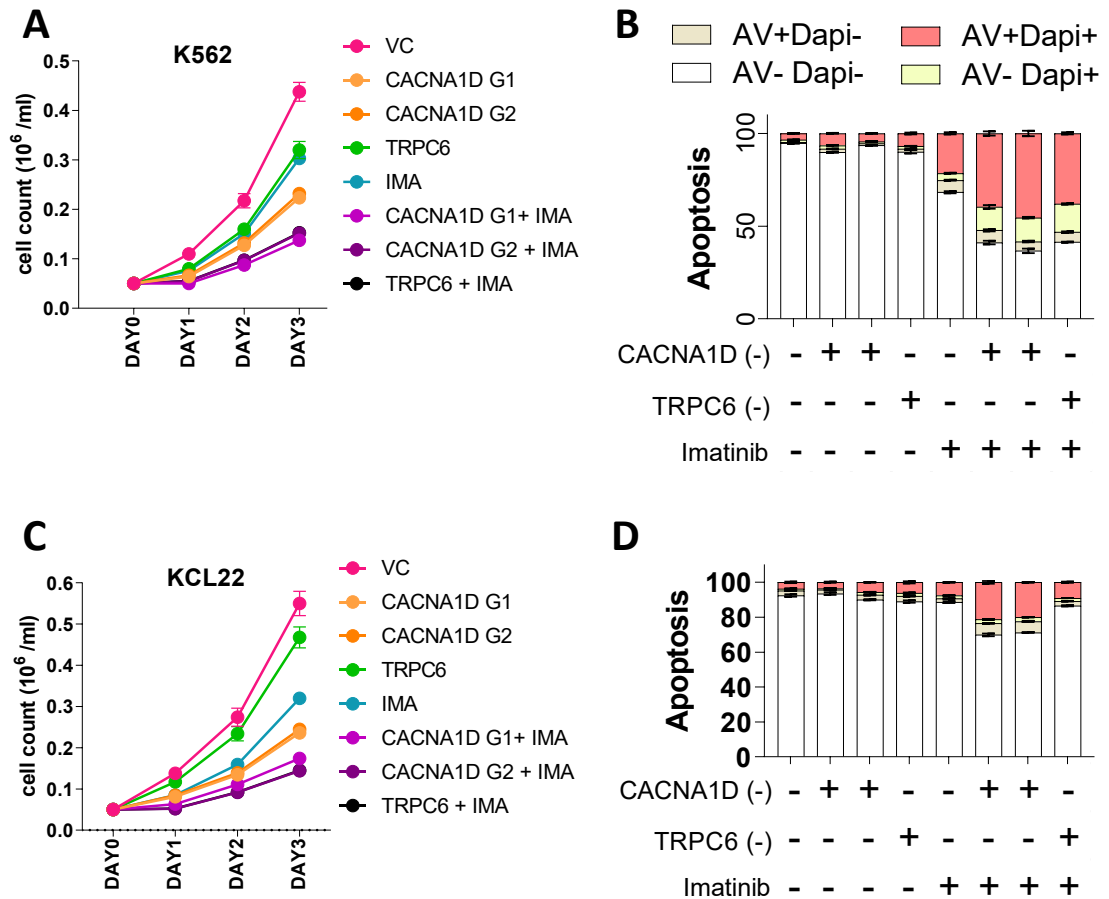 A
K562
cell count (10⁶ /ml)
0.5
0.4
0.3
0.2
0.1
0.0
DAY0
DAY1
DAY2
DAY3
VC
CACNA1D G1
CACNA1D G2
TRPC6
IMA
CACNA1D G1+ IMA
CACNA1D G2 + IMA
TRPC6 + IMA
B
AV+Dapi- AV+Dapi+
AV- Dapi- AV- Dapi+
Apoptosis
100
50
0
CACNA1D (-) - + + - - + + -
TRPC6 (-) - - - + - - - +
Imatinib - - - - + + + +
C
KCL22
cell count (10⁶ /ml)
0.6
0.5
0.4
0.3
0.2
0.1
0.0
DAY0
DAY1
DAY2
DAY3
VC
CACNA1D G1
CACNA1D G2
TRPC6
IMA
CACNA1D G1+ IMA
CACNA1D G2 + IMA
TRPC6 + IMA
D
Apoptosis
100
80
60
40
20
0
CACNA1D (-) - + + - - + + -
TRPC6 (-) - - - + - - - +
Imatinib - - - - + + + +